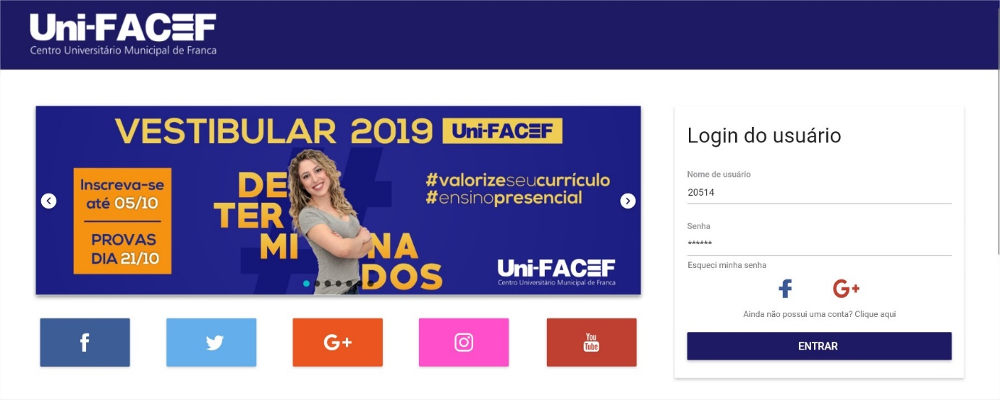 Uni-FACEF
Centro Universitário Municipal de Franca
VESTIBULAR 2019 Uni-FACEF
Inscreva-se
até 05/10
PROVAS
DIA 21/10
DE
TER
MI NA
DOS
#valorizeseucurrículo
#ensinopresencial
Uni-FACEF
Centro Universitário Municipal de Franca
f
G+
You
Tube
Login do usuário
Nome de usuário
20514
Senha
******
Esqueci minha senha
f G+
Ainda não possui uma conta? Clique aqui
ENTRAR